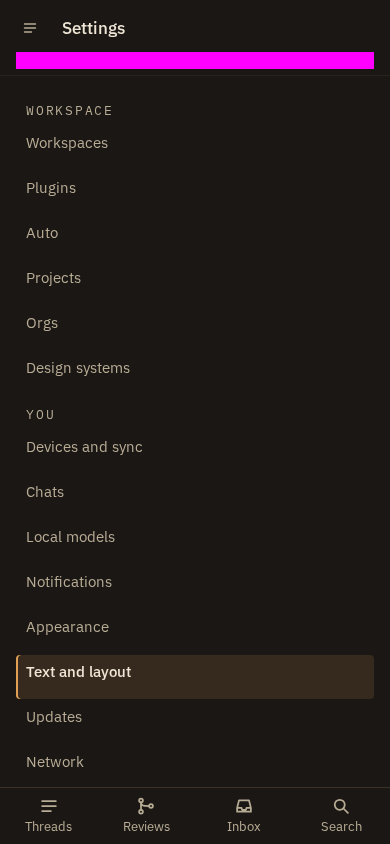 Settings
WORKSPACE
Workspaces
Plugins
Auto
Projects
Orgs
Design systems
YOU
Devices and sync
Chats
Local models
Notifications
Appearance
Text and layout
Updates
Network
Threads
Reviews
Inbox
Search